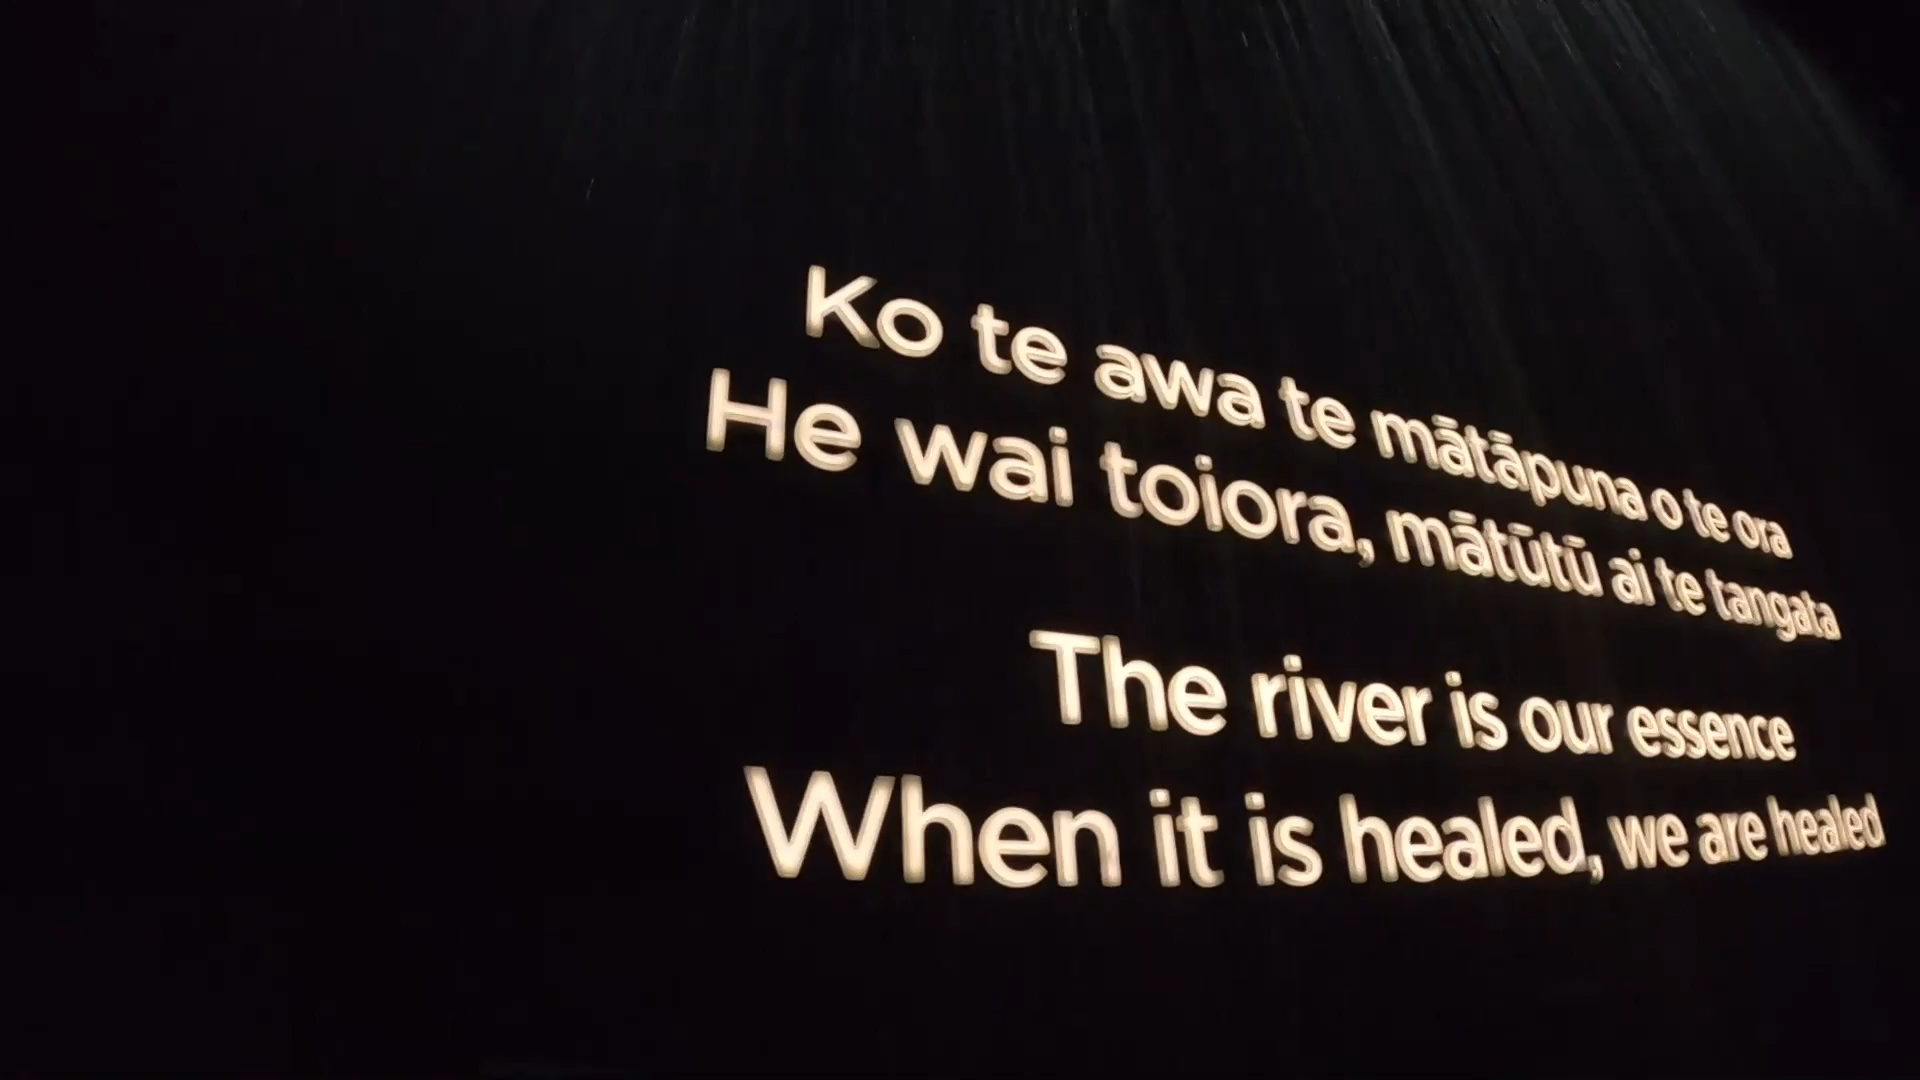 Ko te awa te mātāpuna o te ora
He wai toiora, mātūtū ai te tangata
The river is our essence
When it is healed, we are healed